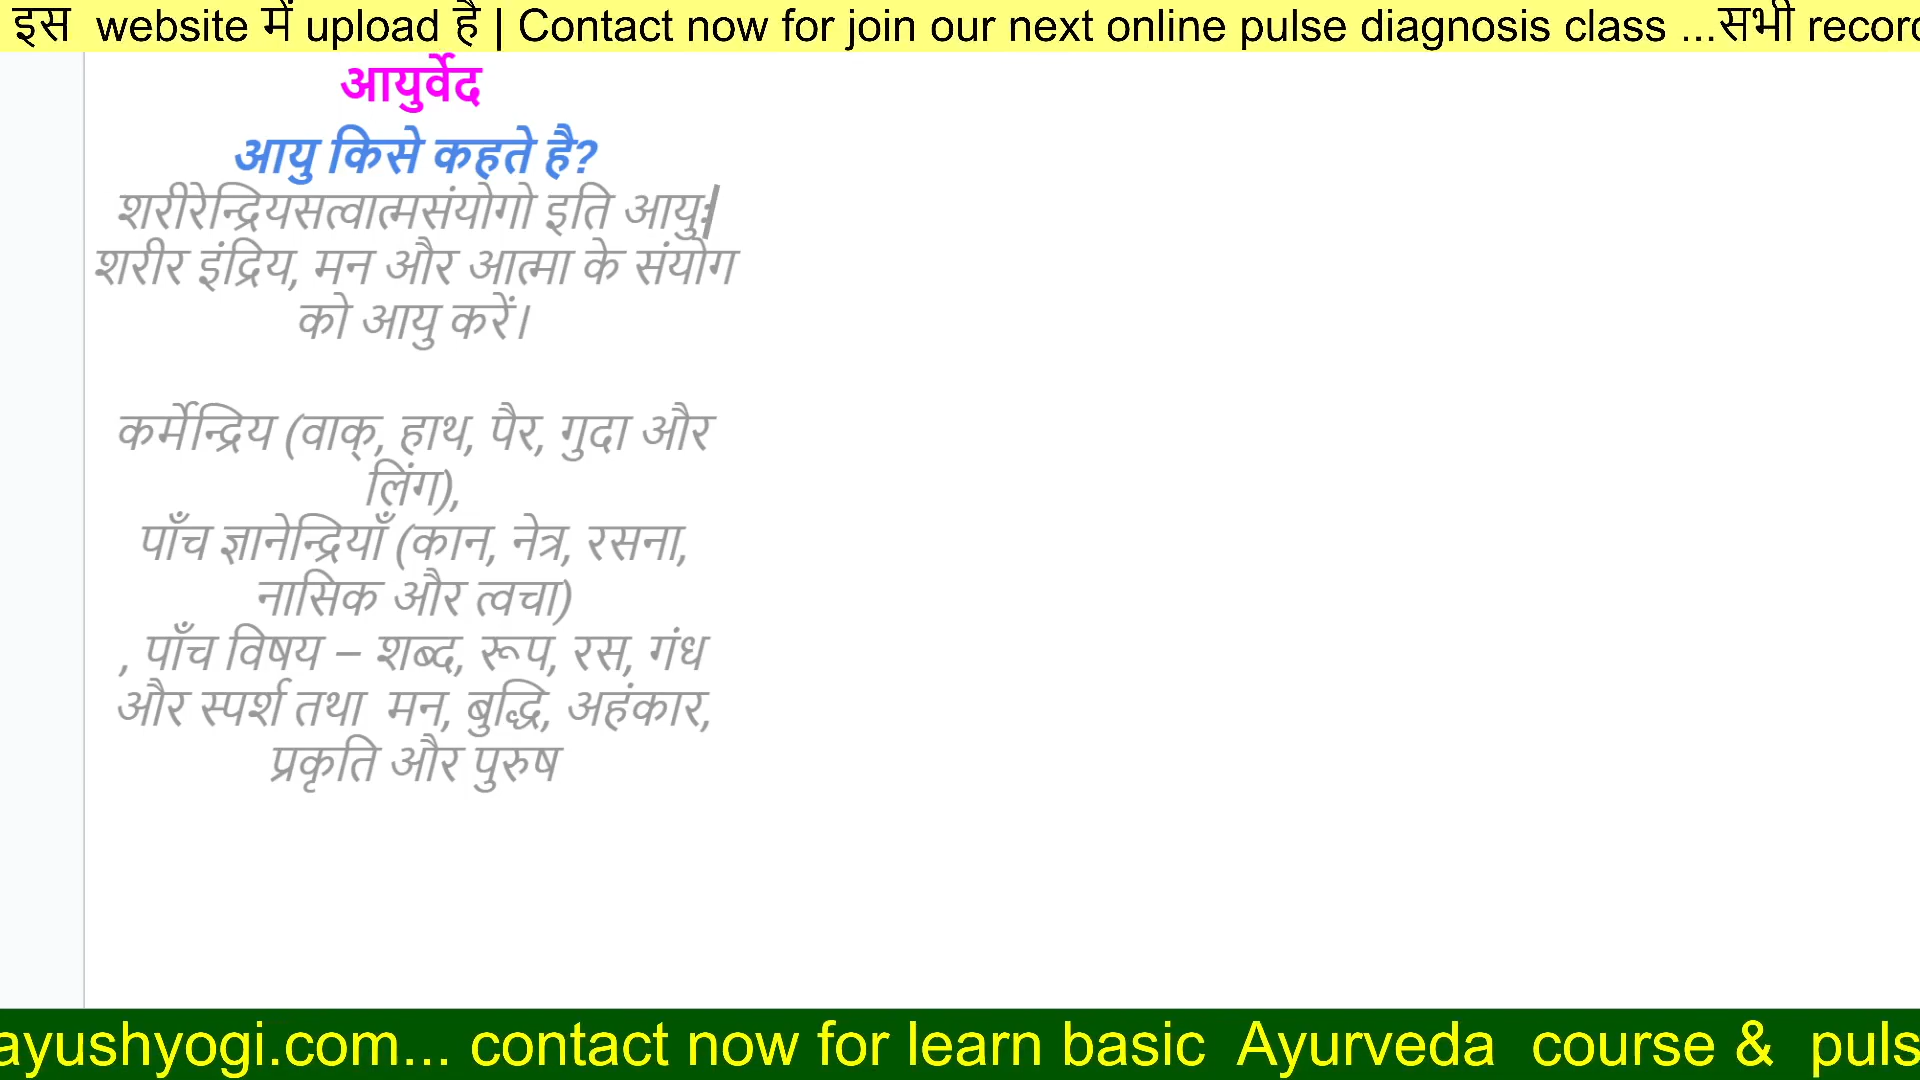 इस website में upload है | Contact now for join our next online pulse diagnosis class ...सभी
आयुर्वेद
आयु किसे कहते है?
शरीरेन्द्रियसत्वात्मसंयोगो इति आयु:
शरीर इंद्रिय, मन और आत्मा के संयोग
को आयु करें।
कर्मेन्द्रिय (वाक्, हाथ, पैर, गुदा और
लिंग),
पाँच ज्ञानेन्द्रियाँ (कान, नेत्र, रसना,
नासिक और त्वचा)
, पाँच विषय – शब्द, रूप, रस, गंध
और स्पर्श तथा मन, बुद्धि, अहंकार,
प्रकृति और पुरुष
ayushyogi.com... contact now for learn basic Ayurveda course &